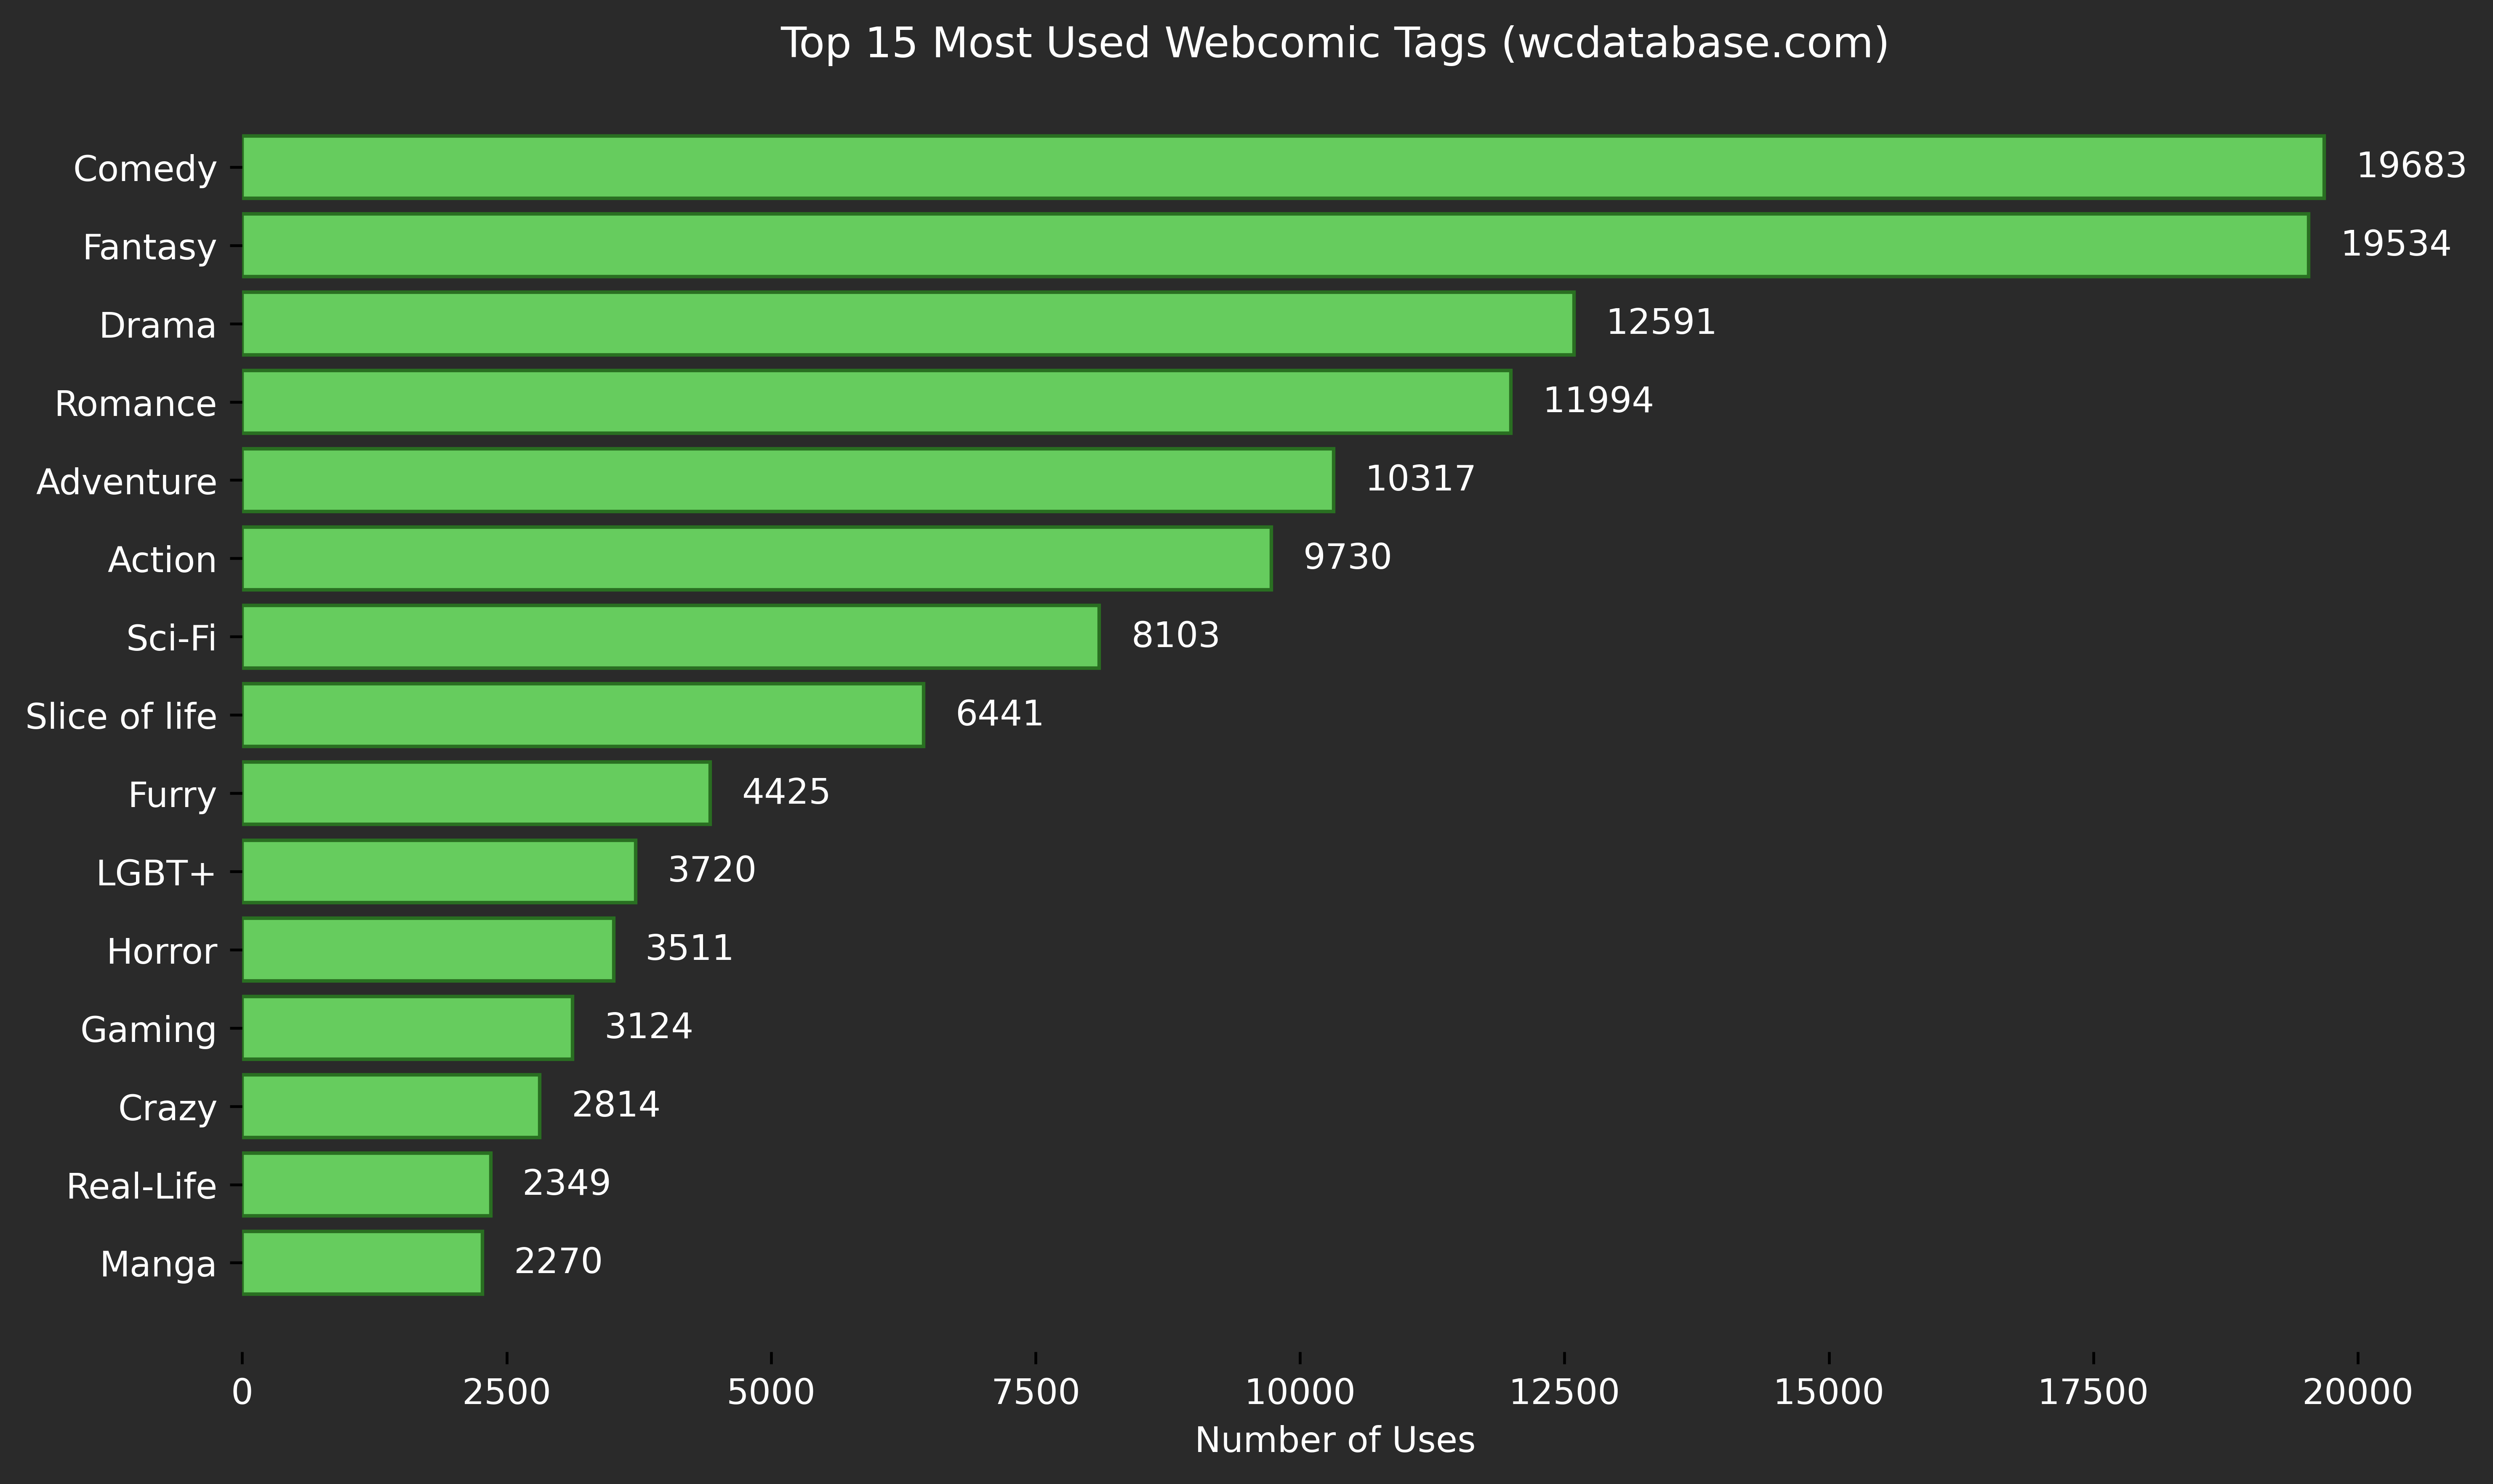 Top 15 Most Used Webcomic Tags (wcdatabase.com)
Comedy 19683
Fantasy 19534
Drama 12591
Romance 11994
Adventure 10317
Action 9730
Sci-Fi 8103
Slice of life 6441
Furry 4425
LGBT+ 3720
Horror 3511
Gaming 3124
Crazy 2814
Real-Life 2349
Manga 2270
0 2500 5000 7500 10000 12500 15000 17500 20000
Number of Uses